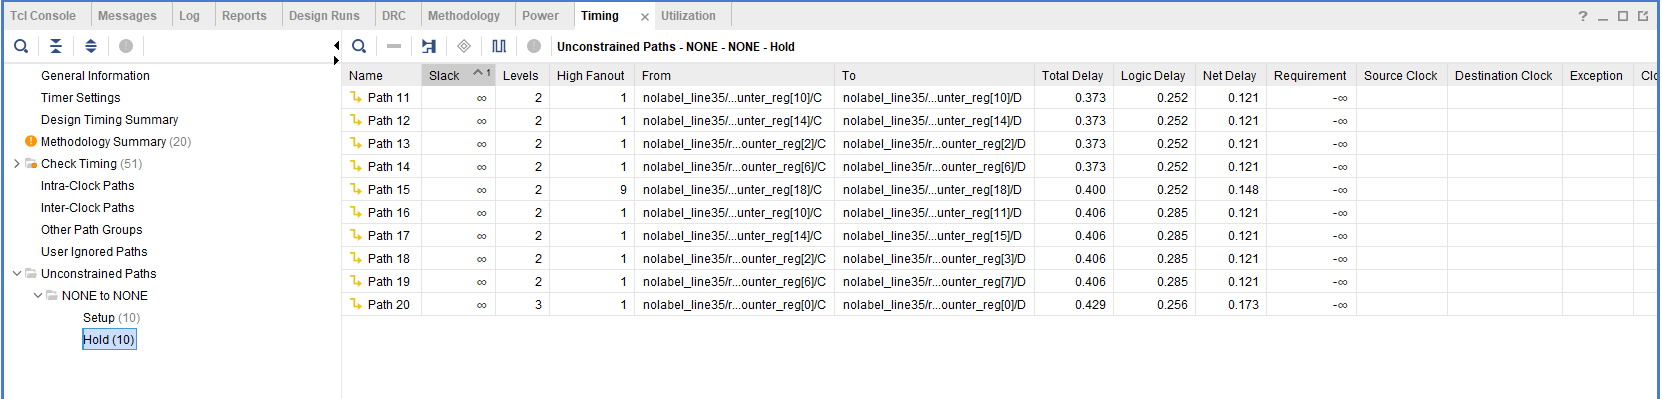 Tcl Console Messages Log Reports Design Runs DRC Methodology Power Timing × Utilization ?
Unconstrained Paths - NONE - NONE - Hold
General Information
Timer Settings
Design Timing Summary
Methodology Summary (20)
Check Timing (51)
Intra-Clock Paths
Inter-Clock Paths
Other Path Groups
User Ignored Paths
Unconstrained Paths
NONE to NONE
Setup (10)
Hold (10)
Name Slack ^1 Levels High Fanout From To Total Delay Logic Delay Net Delay Requirement Source Clock Destination Clock Exception Clo
Path 11 ∞ 2 1 nolabel_line35/...unter_reg[10]/C nolabel_line35/...unter_reg[10]/D 0.373 0.252 0.121 -∞
Path 12 ∞ 2 1 nolabel_line35/...unter_reg[14]/C nolabel_line35/...unter_reg[14]/D 0.373 0.252 0.121 -∞
Path 13 ∞ 2 1 nolabel_line35/r...ounter_reg[2]/C nolabel_line35/r...ounter_reg[2]/D 0.373 0.252 0.121 -∞
Path 14 ∞ 2 1 nolabel_line35/r...ounter_reg[6]/C nolabel_line35/r...ounter_reg[6]/D 0.373 0.252 0.121 -∞
Path 15 ∞ 2 9 nolabel_line35/...unter_reg[18]/C nolabel_line35/...unter_reg[18]/D 0.400 0.252 0.148 -∞
Path 16 ∞ 2 1 nolabel_line35/...unter_reg[10]/C nolabel_line35/...unter_reg[11]/D 0.406 0.285 0.121 -∞
Path 17 ∞ 2 1 nolabel_line35/...unter_reg[14]/C nolabel_line35/...unter_reg[15]/D 0.406 0.285 0.121 -∞
Path 18 ∞ 2 1 nolabel_line35/r...ounter_reg[2]/C nolabel_line35/r...ounter_reg[3]/D 0.406 0.285 0.121 -∞
Path 19 ∞ 2 1 nolabel_line35/r...ounter_reg[6]/C nolabel_line35/r...ounter_reg[7]/D 0.406 0.285 0.121 -∞
Path 20 ∞ 3 1 nolabel_line35/r...ounter_reg[0]/C nolabel_line35/r...ounter_reg[0]/D 0.429 0.256 0.173 -∞